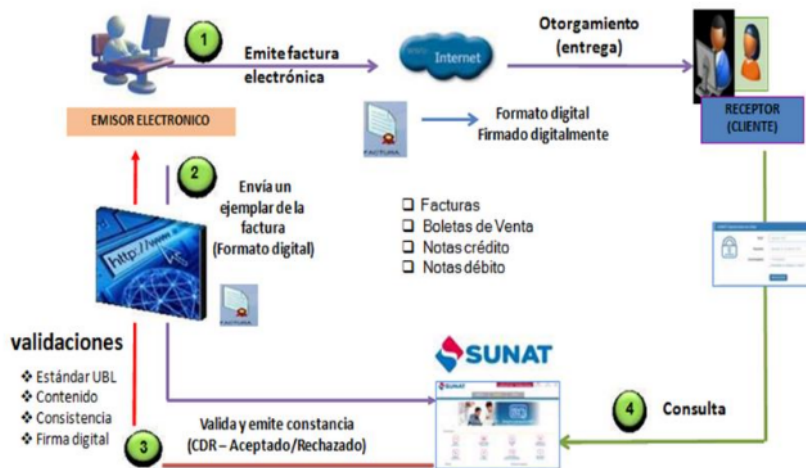 1
Emite factura
electrónica
Internet
Otorgamiento
(entrega)
EMISOR ELECTRONICO
FACTURA
Formato digital
Firmado digitalmente
RECEPTOR
(CLIENTE)
2
Envía un
ejemplar de la
factura
(Formato digital)
http://www.
Facturas
Boletas de Venta
Notas crédito
Notas débito
validaciones
Estándar UBL
Contenido
Consistencia
Firma digital
SUNAT
SUNAT
3
Valida y emite constancia
(CDR – Aceptado/Rechazado)
4
Consulta